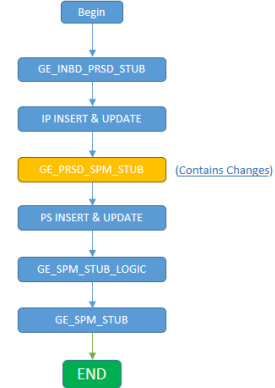 Begin
GE_INBD_PRSD_STUB
IP INSERT & UPDATE
GE_PRSD_SPM_STUB
(Contains Changes)
PS INSERT & UPDATE
GE_SPM_STUB_LOGIC
GE_SPM_STUB
END